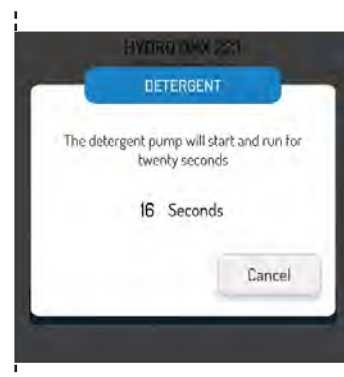 DETERGENT
The detergent pump will start and run for
twenty seconds
16 Seconds
Cancel